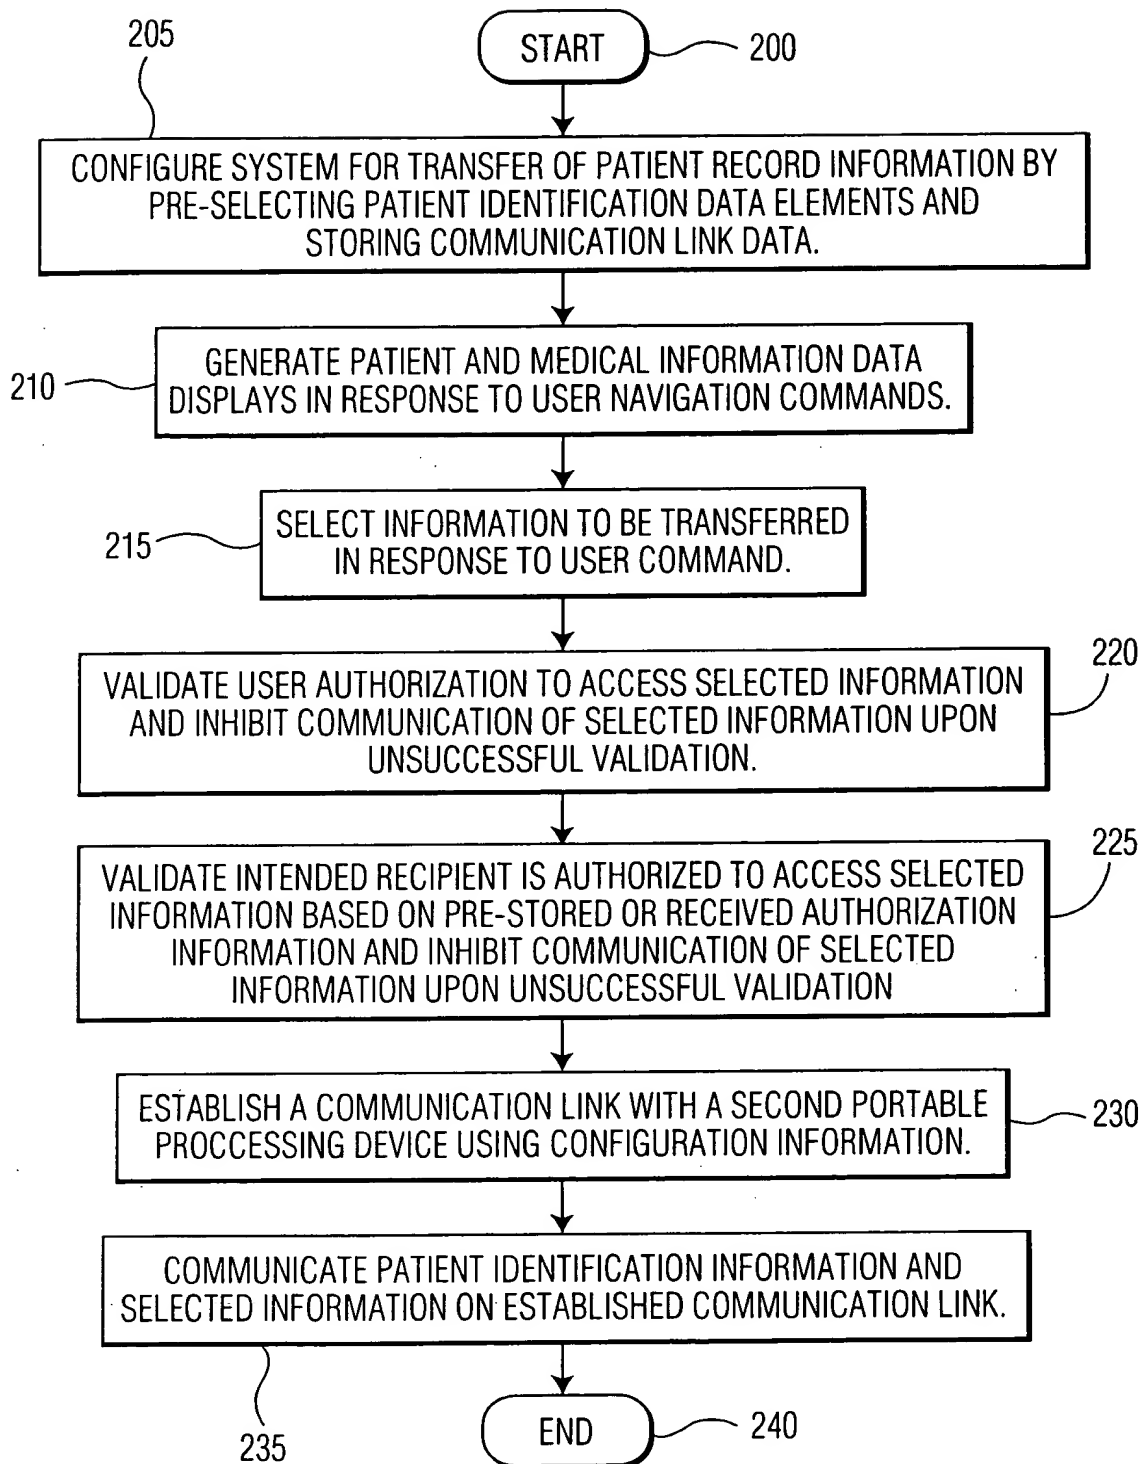 205
START
200
CONFIGURE SYSTEM FOR TRANSFER OF PATIENT RECORD INFORMATION BY
PRE-SELECTING PATIENT IDENTIFICATION DATA ELEMENTS AND
STORING COMMUNICATION LINK DATA.
210
GENERATE PATIENT AND MEDICAL INFORMATION DATA
DISPLAYS IN RESPONSE TO USER NAVIGATION COMMANDS.
215
SELECT INFORMATION TO BE TRANSFERRED
IN RESPONSE TO USER COMMAND.
220
VALIDATE USER AUTHORIZATION TO ACCESS SELECTED INFORMATION
AND INHIBIT COMMUNICATION OF SELECTED INFORMATION UPON
UNSUCCESSFUL VALIDATION.
225
VALIDATE INTENDED RECIPIENT IS AUTHORIZED TO ACCESS SELECTED
INFORMATION BASED ON PRE-STORED OR RECEIVED AUTHORIZATION
INFORMATION AND INHIBIT COMMUNICATION OF SELECTED
INFORMATION UPON UNSUCCESSFUL VALIDATION
ESTABLISH A COMMUNICATION LINK WITH A SECOND PORTABLE
PROCCESSING DEVICE USING CONFIGURATION INFORMATION.
230
COMMUNICATE PATIENT IDENTIFICATION INFORMATION AND
SELECTED INFORMATION ON ESTABLISHED COMMUNICATION LINK.
235
END
240